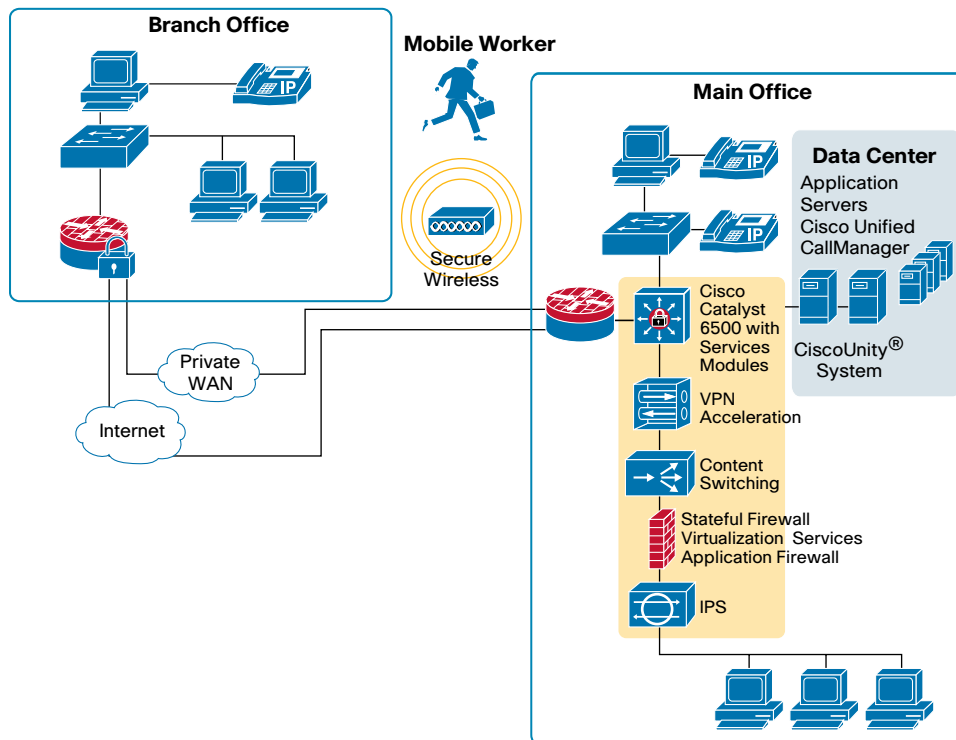 Branch Office
IP
Mobile Worker
Secure
Wireless
Private
WAN
Internet
Main Office
IP
IP
Data Center
Application
Servers
Cisco Unified
CallManager
CiscoUnity®
System
Cisco
Catalyst
6500 with
Services
Modules
VPN
Acceleration
Content
Switching
Stateful Firewall
Virtualization Services
Application Firewall
IPS